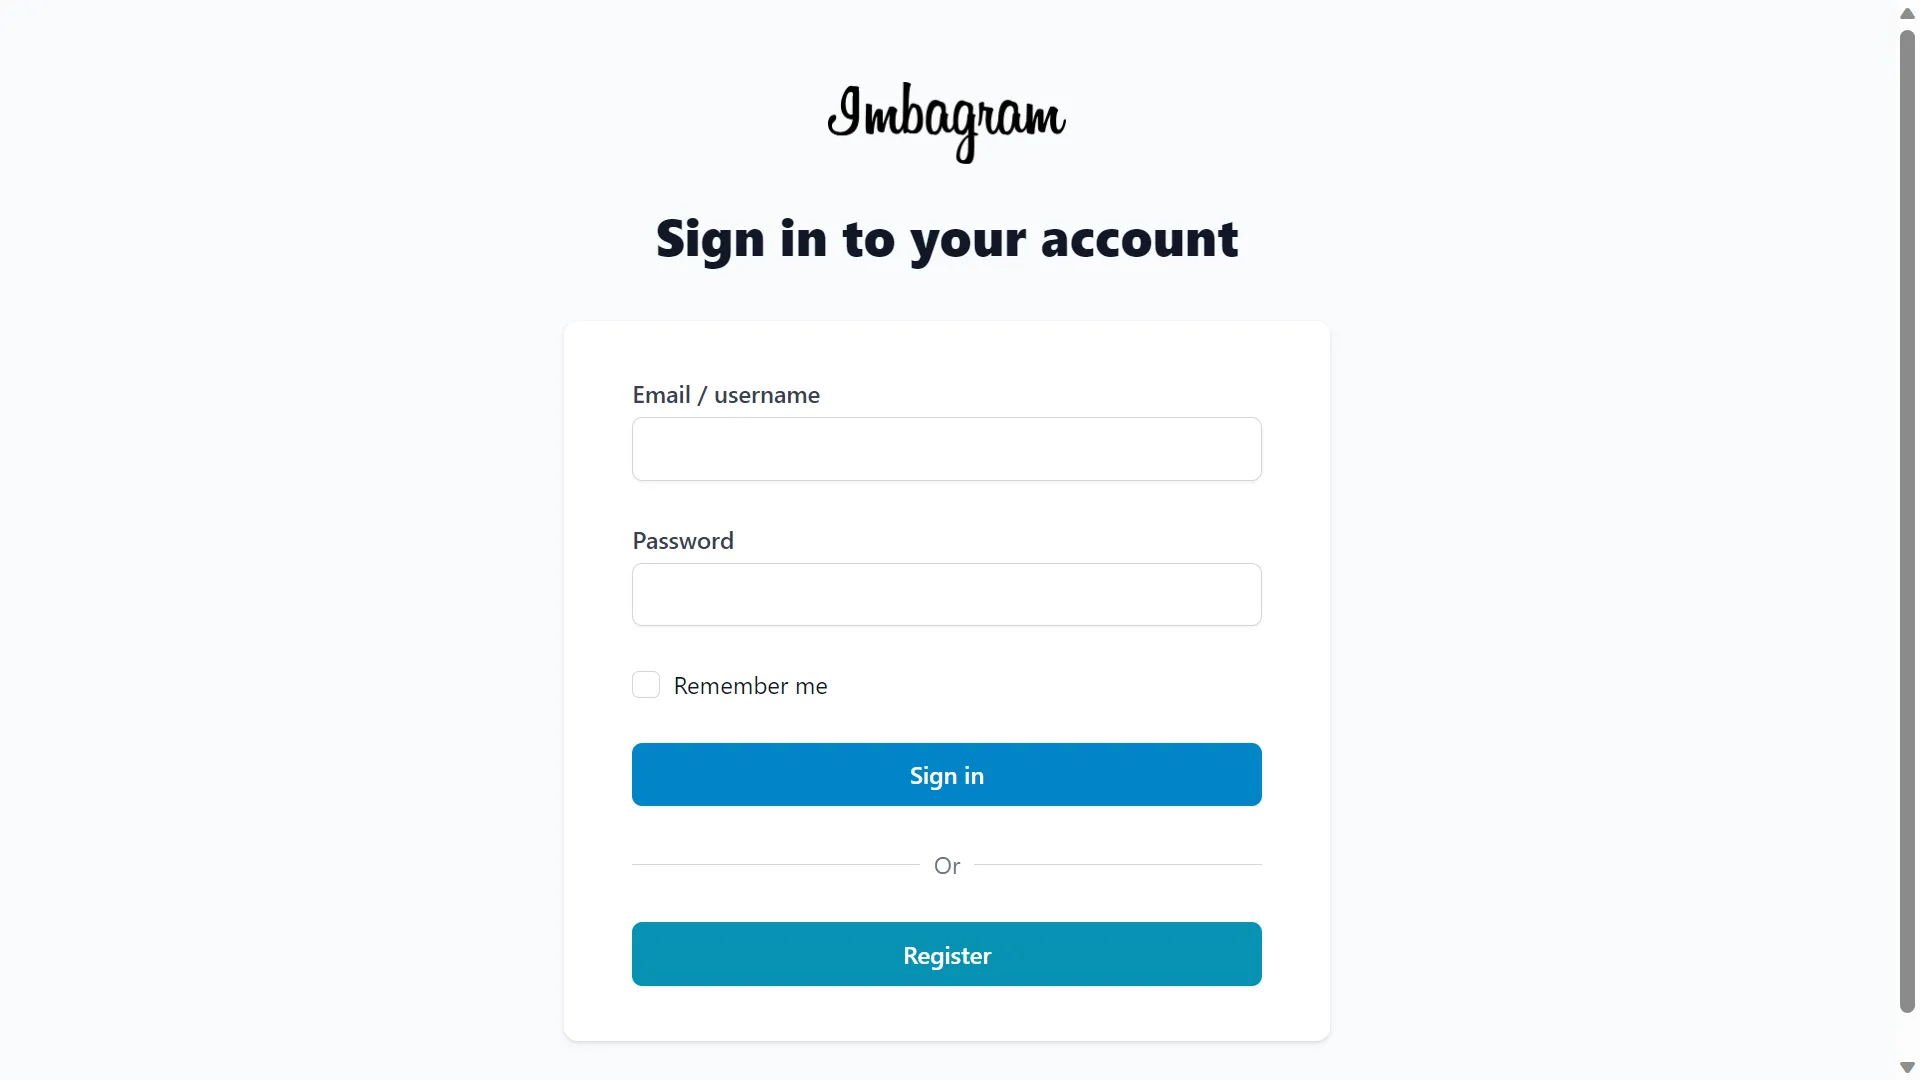 Imbagram
Sign in to your account
Email / username
Password
Remember me
Sign in
Or
Register